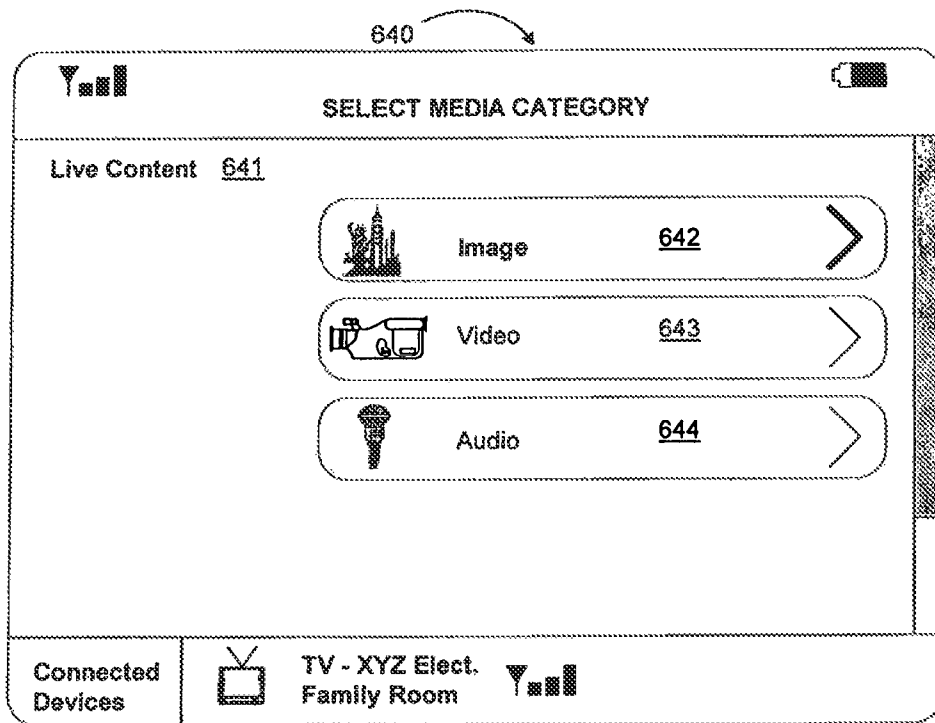 640
SELECT MEDIA CATEGORY
Live Content 641
Image 642
Video 643
Audio 644
Connected Devices
TV - XYZ Elect.
Family Room